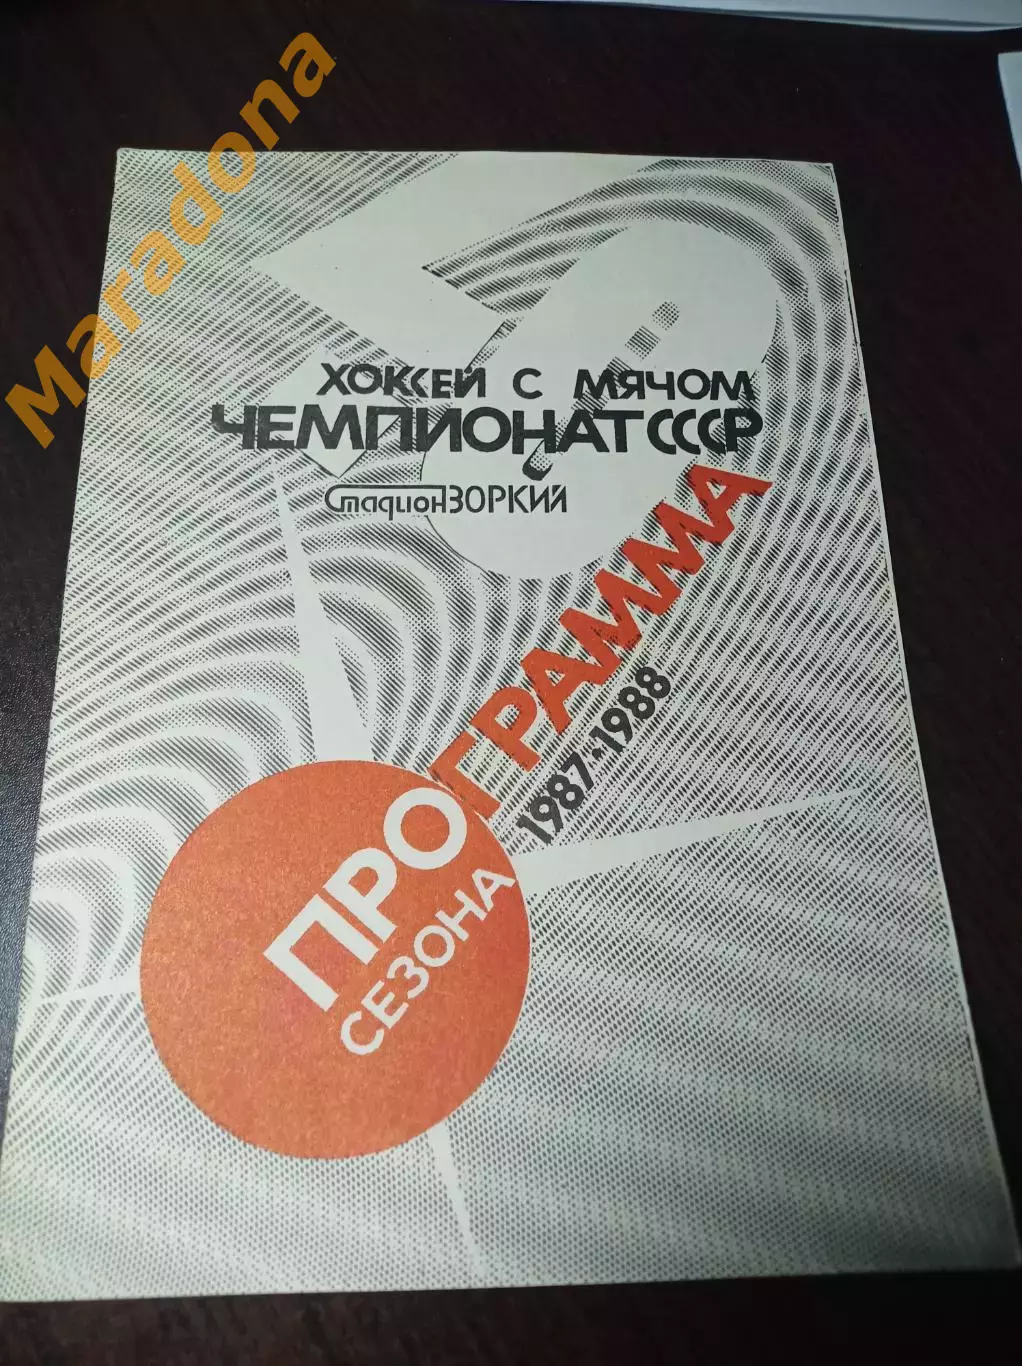 Maradona
ХОККЕЙ С МЯЧОМ
ЧЕМПИОНАТ СССР
Стадион ЗОРКИЙ
ПРОГРАММА
СЕЗОНА
1987·1988